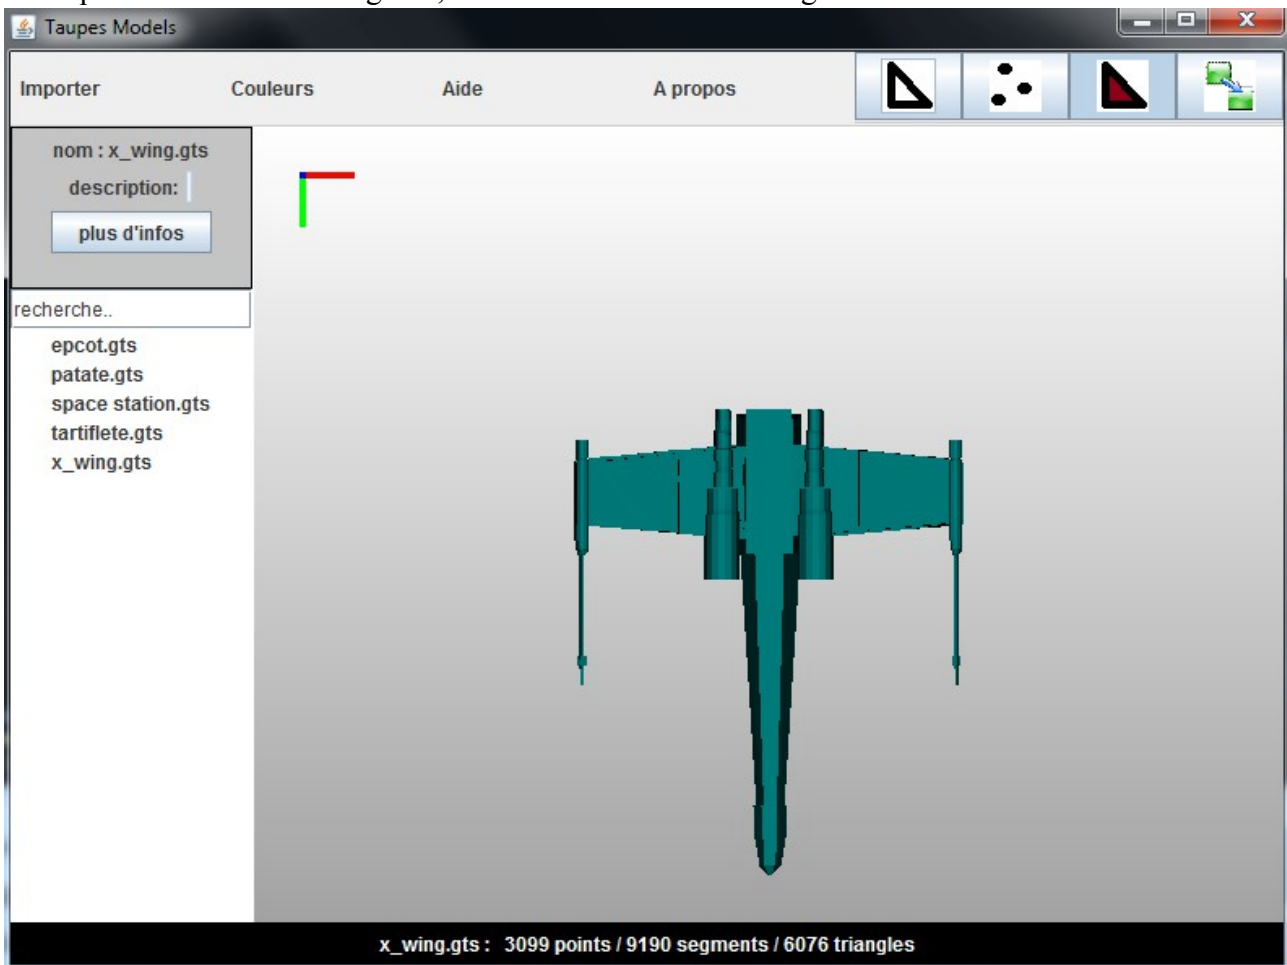 Taupes Models
Importer Couleurs Aide A propos
nom : x_wing.gts
description:
plus d'infos
recherche..
epcot.gts
patate.gts
space station.gts
tartiflete.gts
x_wing.gts
x_wing.gts : 3099 points / 9190 segments / 6076 triangles